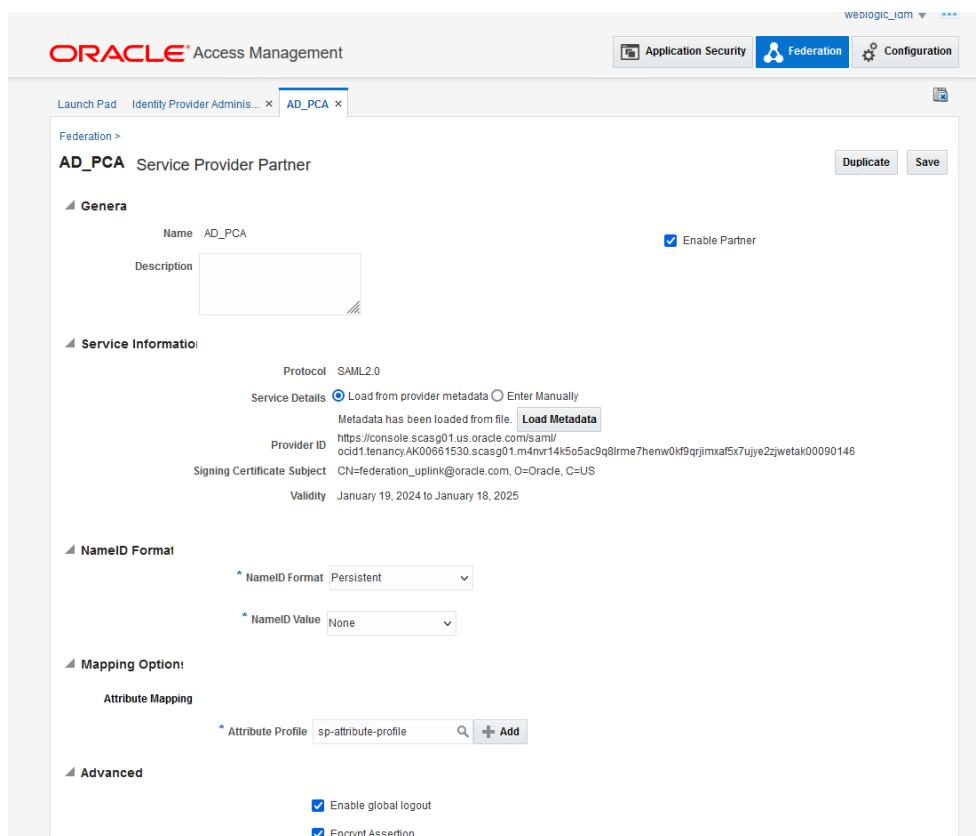 weblogic_idm
ORACLE® Access Management
Application Security
Federation
Configuration
Launch Pad
Identity Provider Adminis... ×
AD_PCA ×
Federation >
AD_PCA Service Provider Partner
Duplicate
Save
Genera
Name AD_PCA
Enable Partner
Description
Service Information
Protocol SAML2.0
Service Details Load from provider metadata Enter Manually
Metadata has been loaded from file. Load Metadata
Provider ID https://console.scasg01.us.oracle.com/saml/
ocid1.tenancy.AK00661530.scasg01.m4nvr14k5o5ac9q8lrme7henw0kf9qrjimxaf5x7ujye2zjwetak00090146
Signing Certificate Subject CN=federation_uplink@oracle.com, O=Oracle, C=US
Validity January 19, 2024 to January 18, 2025
NameID Format
* NameID Format Persistent
* NameID Value None
Mapping Options
Attribute Mapping
* Attribute Profile sp-attribute-profile
Add
Advanced
Enable global logout
Encrypt Assertion